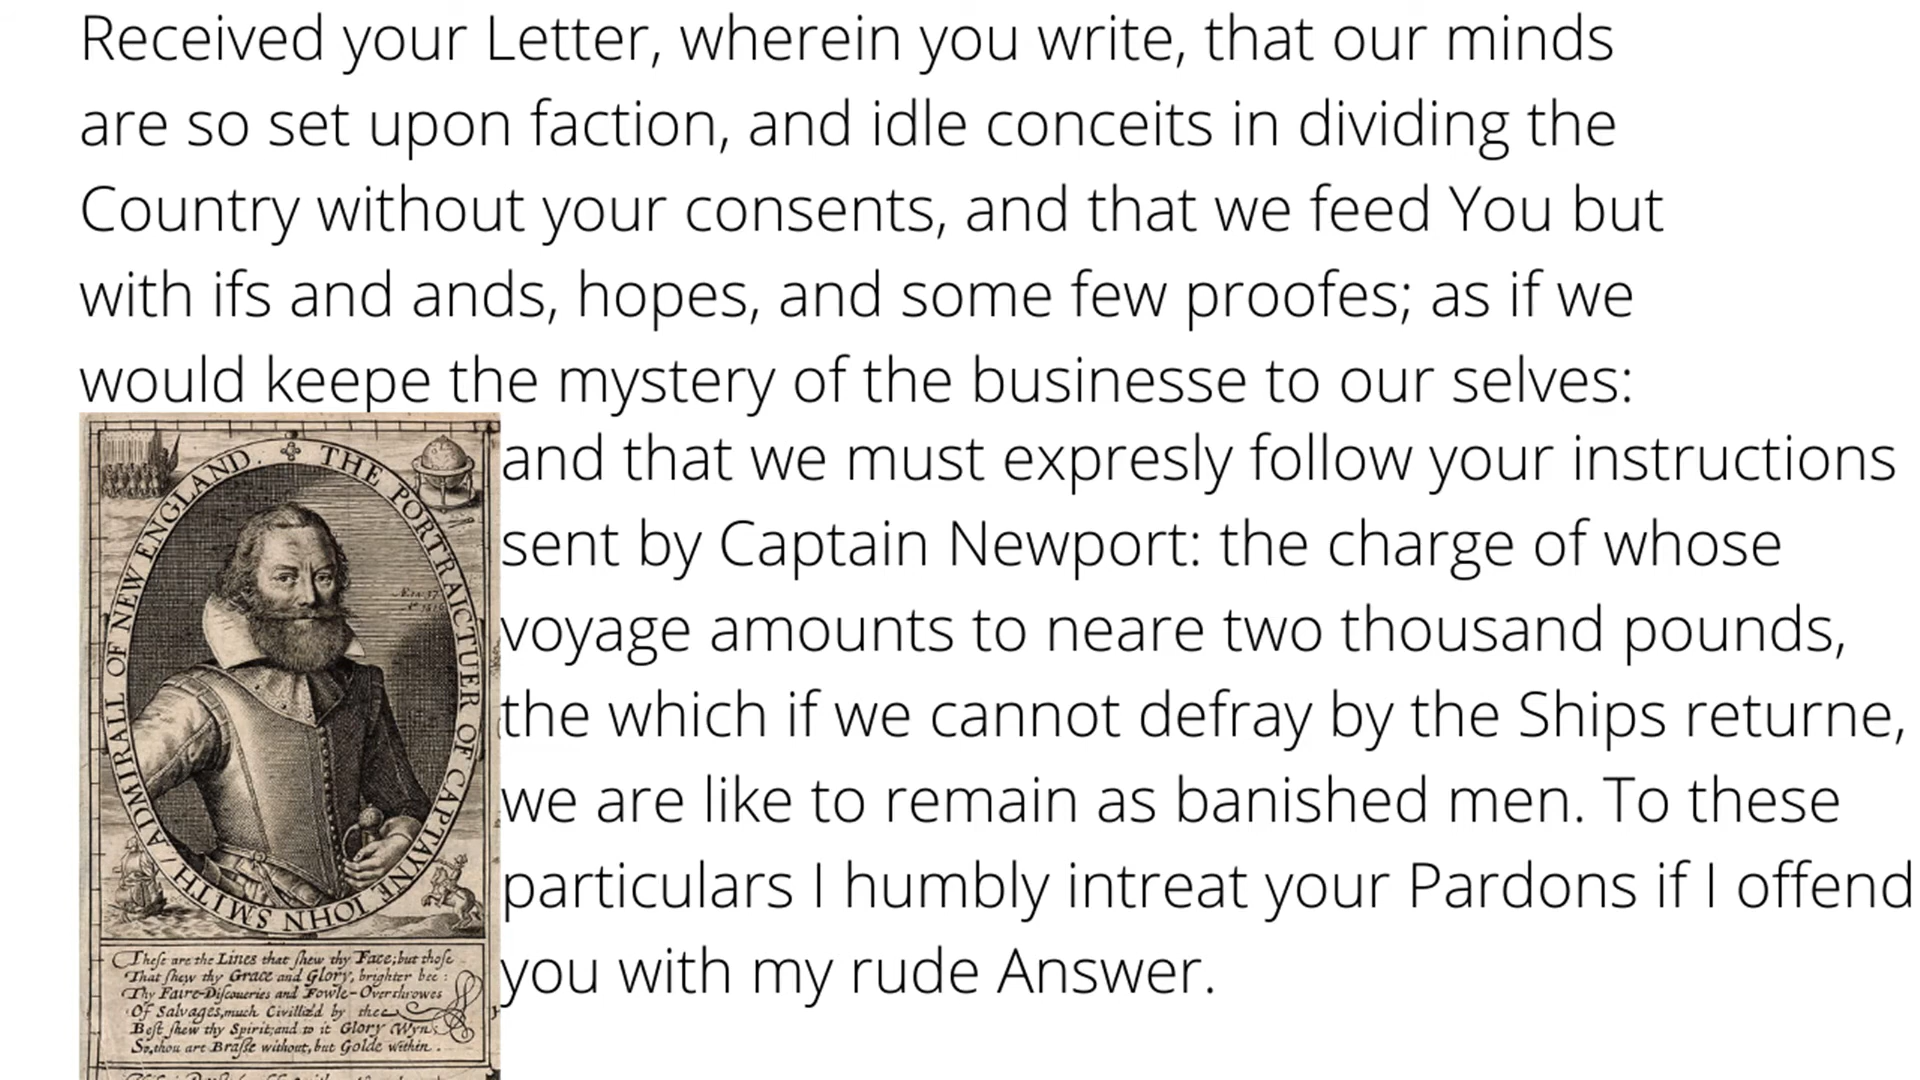 Received your Letter, wherein you write, that our minds
are so set upon faction, and idle conceits in dividing the
Country without your consents, and that we feed You but
with ifs and ands, hopes, and some few proofes; as if we
would keepe the mystery of the businesse to our selves:
and that we must expresly follow your instructions
sent by Captain Newport: the charge of whose
voyage amounts to neare two thousand pounds,
the which if we cannot defray by the Ships returne,
we are like to remain as banished men. To these
particulars I humbly intreat your Pardons if I offend
you with my rude Answer.
THE PORTRAICTUER OF CAPTAYNE IOHN SMITH / ADMIRALL OF NEW ENGLAND.
These are the Lines that shew thy Face; but those
That shew thy Grace and Glory, brighter bee:
Thy Faire-Discoueries and Fowle-Overthrowes
Of Salvages, much Civilliz'd by thee
Best shew thy Spirit; and to it Glory Wyn;
So, thou art Brasse without, but Golde within.